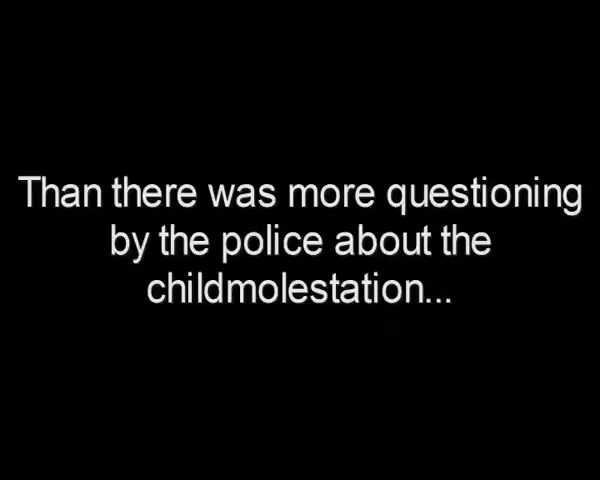 Than there was more questioning
by the police about the
childmolestation...